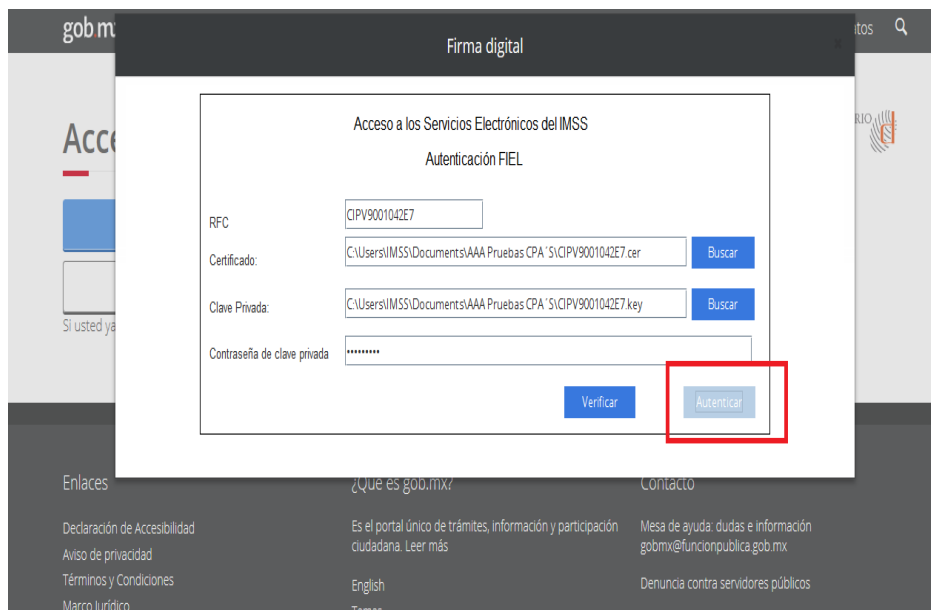 gob.mx
tos
Firma digital
Acceso a los Servicios Electrónicos del IMSS
Autenticación FIEL
RIO
Acce
RFC
CIPV9001042E7
Certificado:
C:\Users\IMSS\Documents\AAA Pruebas CPA´S\CIPV9001042E7.cer
Buscar
Clave Privada:
C:\Users\IMSS\Documents\AAA Pruebas CPA´S\CIPV9001042E7.key
Buscar
Si usted ya
Contraseña de clave privada
•••••••••
Verificar
Autenticar
Enlaces
¿Qué es gob.mx?
Contacto
Declaración de Accesibilidad
Aviso de privacidad
Términos y Condiciones
Marco Jurídico
Es el portal único de trámites, información y participación
ciudadana. Leer más
English
Temas
Mesa de ayuda: dudas e información
gobmx@funcionpublica.gob.mx
Denuncia contra servidores públicos